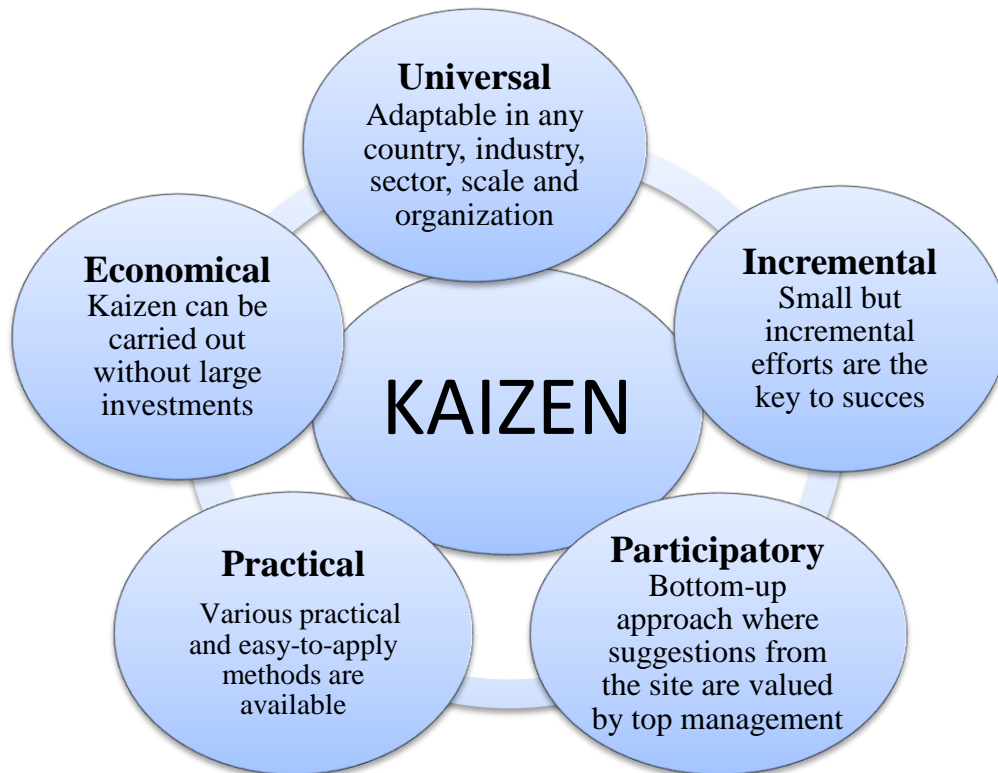 Universal
Adaptable in any
country, industry,
sector, scale and
organization
Economical
Kaizen can be
carried out
without large
investments
Incremental
Small but
incremental
efforts are the
key to succes
KAIZEN
Practical
Various practical
and easy-to-apply
methods are
available
Participatory
Bottom-up
approach where
suggestions from
the site are valued
by top management